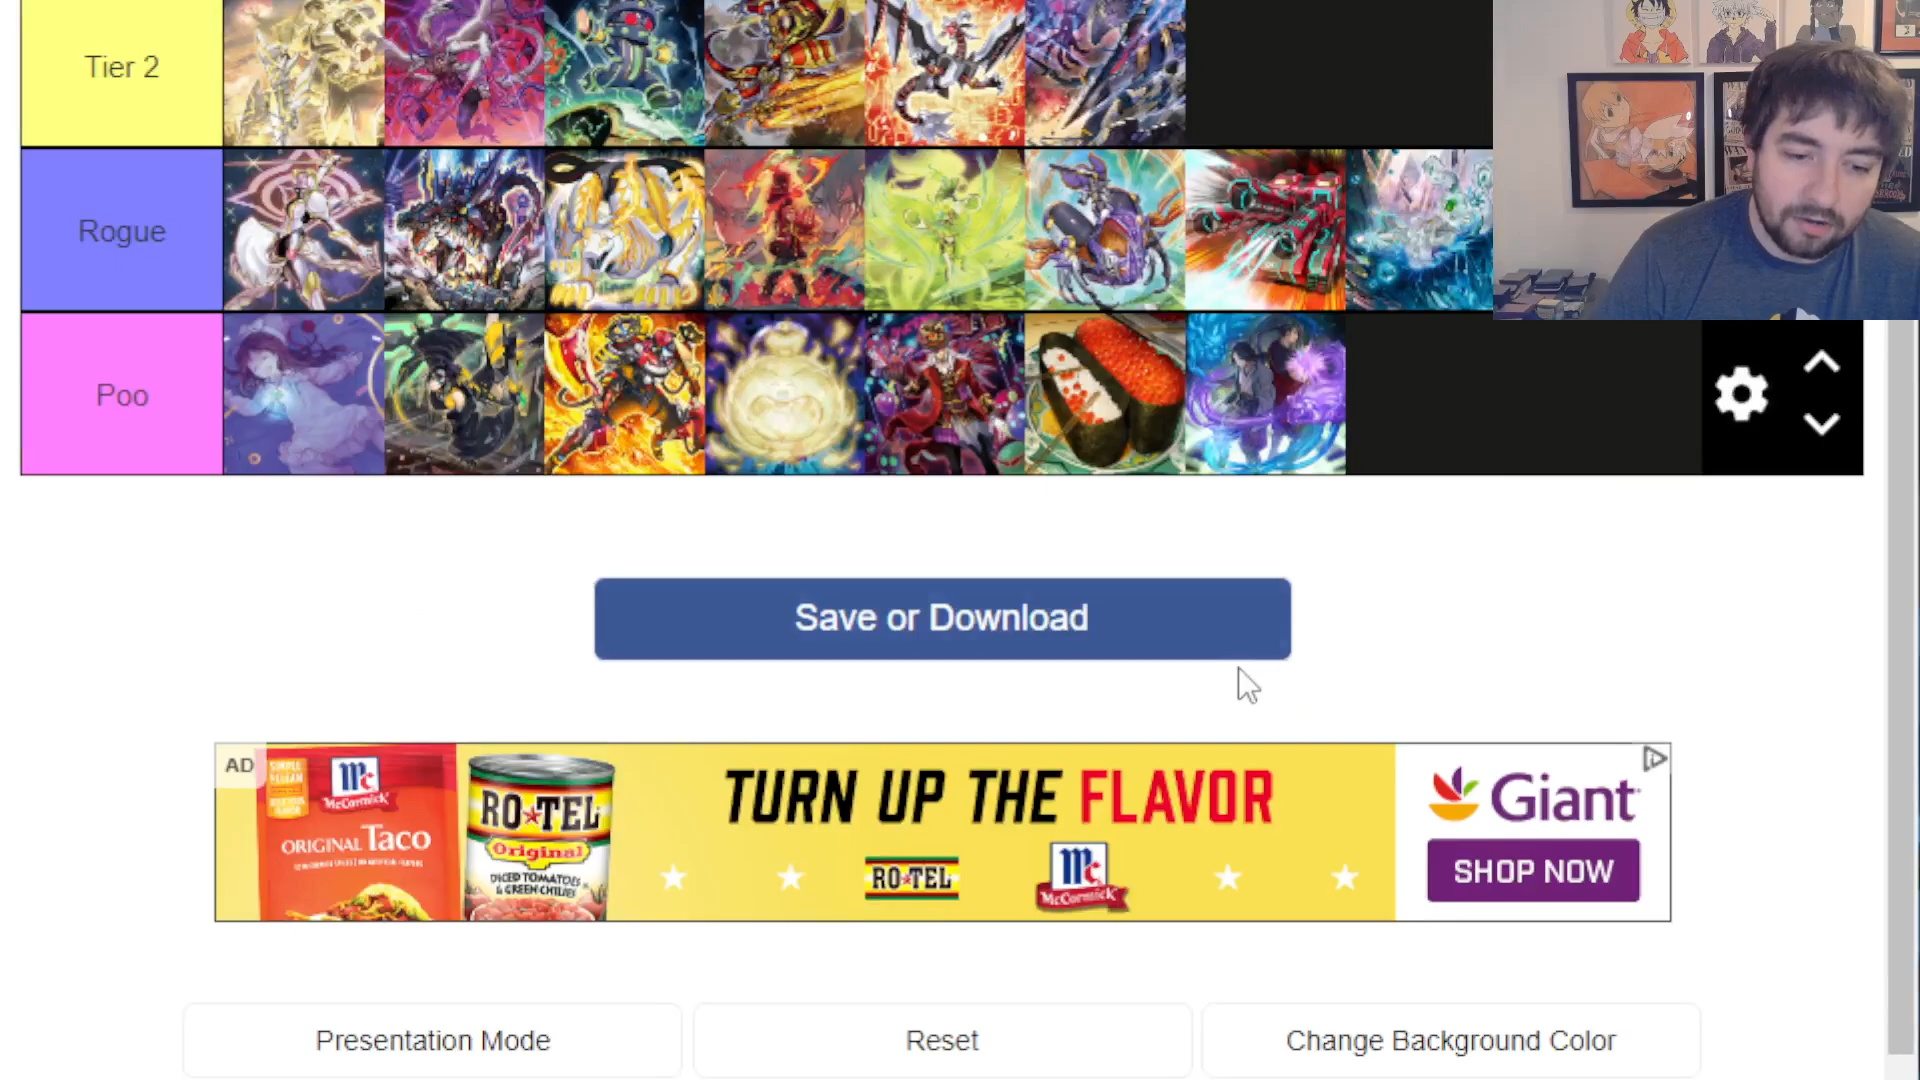 Tier 2
Rogue
Poo
Save or Download
AD
McCormick
ORIGINAL Taco
RO★TEL
Original
DICED TOMATOES
& GREEN CHILIES
TURN UP THE FLAVOR
RO★TEL
Mc
McCormick
Giant
SHOP NOW
Presentation Mode
Reset
Change Background Color